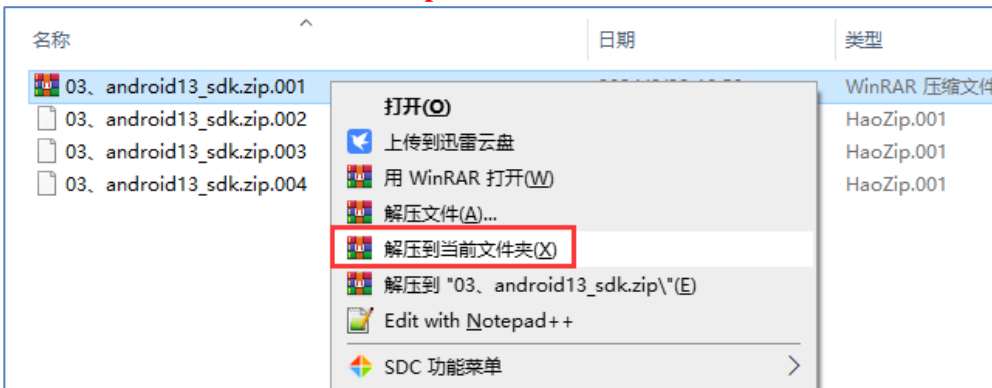 名称
日期
类型
03、android13_sdk.zip.001
WinRAR 压缩文件
03、android13_sdk.zip.002
HaoZip.001
03、android13_sdk.zip.003
HaoZip.001
03、android13_sdk.zip.004
HaoZip.001
打开(O)
上传到迅雷云盘
用 WinRAR 打开(W)
解压文件(A)...
解压到当前文件夹(X)
解压到 "03、android13_sdk.zip\"(E)
Edit with Notepad++
SDC 功能菜单